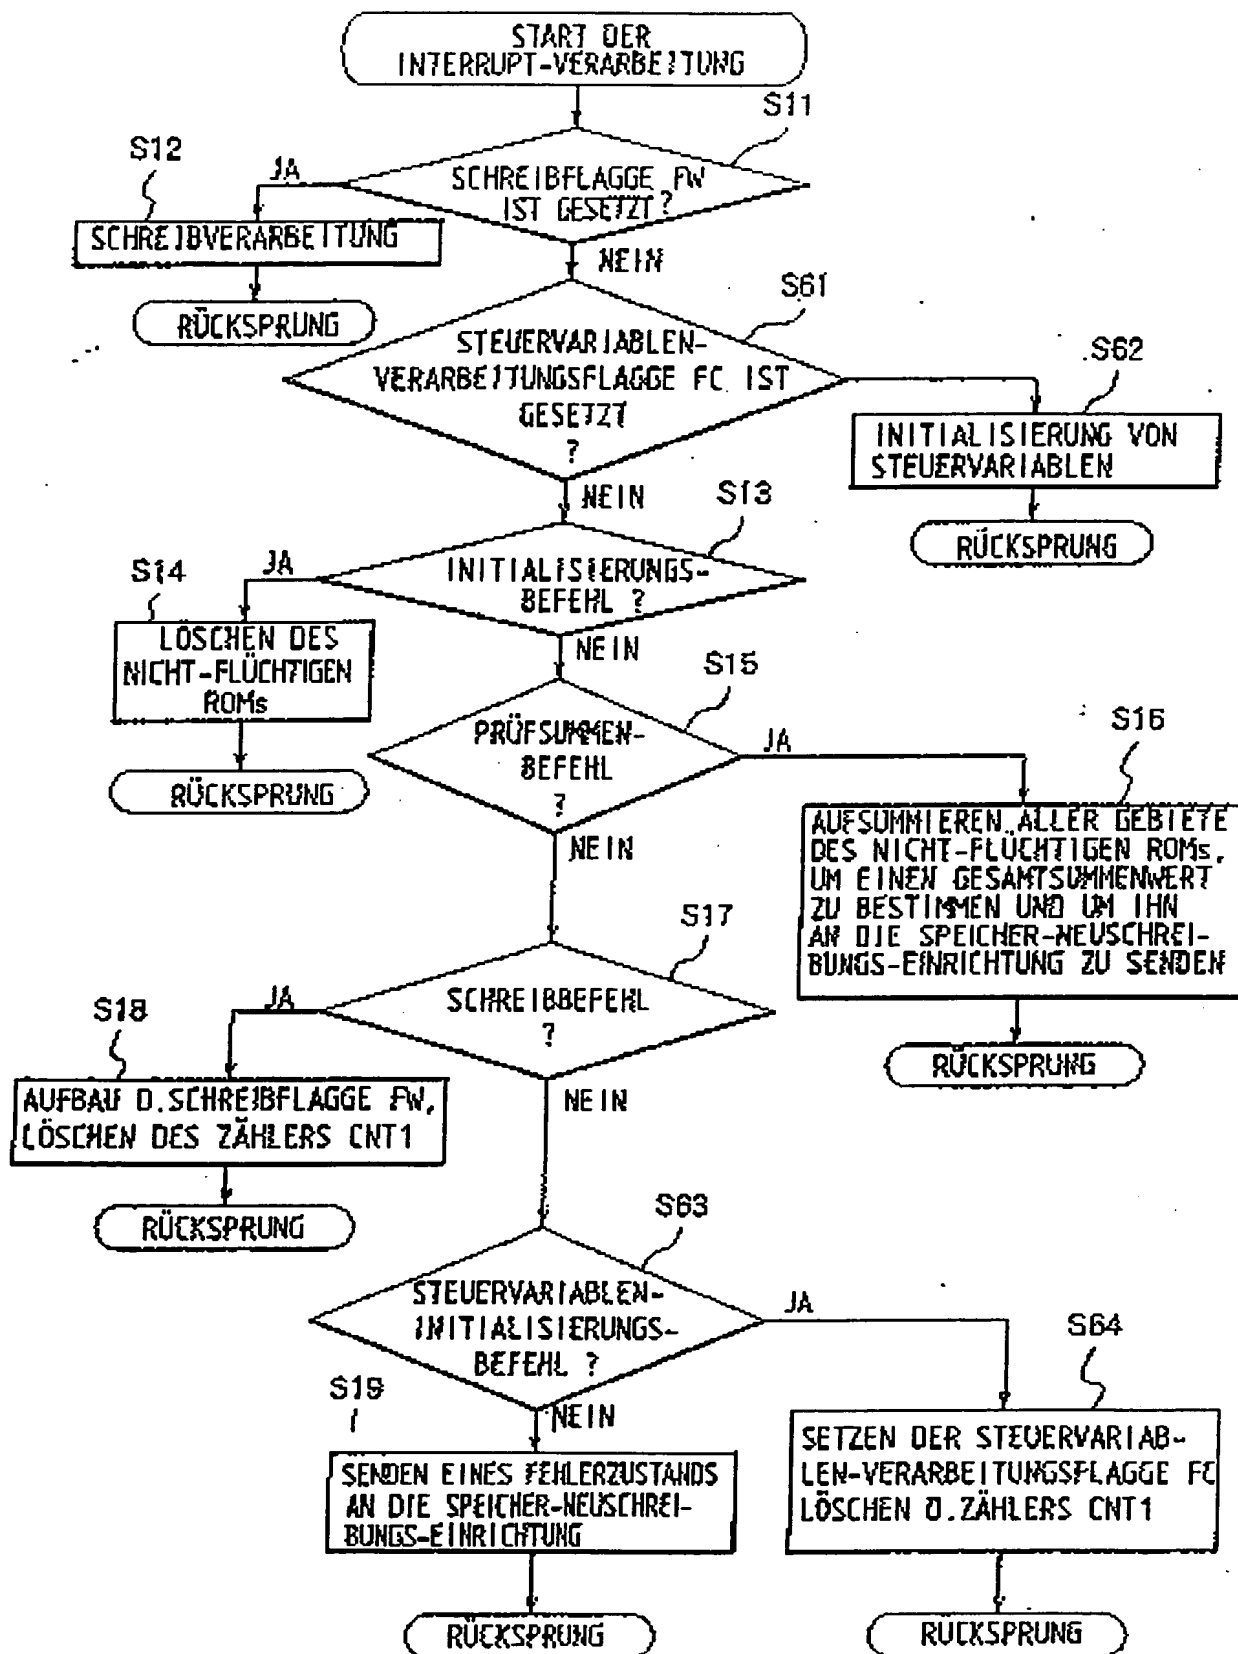 START DER
INTERRUPT-VERARBEITUNG
S11
SCHREIBFLAGGE FW
IST GESETZT?
JA
S12
SCHREIBVERARBEITUNG
RÜCKSPRUNG
NEIN
S61
STEUERVARIABLEN-
VERARBEITUNGSFLAGGE FC IST
GESETZT
?
S62
INITIALISIERUNG VON
STEUERVARIABLEN
RÜCKSPRUNG
NEIN
S13
INITIALISIERUNGS-
BEFEHL ?
JA
S14
LÖSCHEN DES
NICHT-FLÜCHTIGEN
ROMs
RÜCKSPRUNG
NEIN
S15
PRÜFSUMMEN-
BEFEHL
?
JA
S16
AUFSUMMIEREN ALLER GEBIETE
DES NICHT-FLÜCHTIGEN ROMs,
UM EINEN GESAMTSUMMENWERT
ZU BESTIMMEN UND UM IHN
AN DIE SPEICHER-NEUSCHREI-
BUNGS-EINRICHTUNG ZU SENDEN
RÜCKSPRUNG
NEIN
S17
SCHREIBBEFEHL
?
JA
S18
AUFBAU D.SCHREIBFLAGGE FW,
LÖSCHEN DES ZÄHLERS CNT1
RÜCKSPRUNG
NEIN
S63
STEUERVARIABLEN-
INITIALISIERUNGS-
BEFEHL ?
JA
S64
SETZEN DER STEUERVARIAB-
LEN-VERARBEITUNGSFLAGGE FC
LÖSCHEN D.ZÄHLERS CNT1
RÜCKSPRUNG
NEIN
S19
SENDEN EINES FEHLERZUSTANDS
AN DIE SPEICHER-NEUSCHREI-
BUNGS-EINRICHTUNG
RÜCKSPRUNG